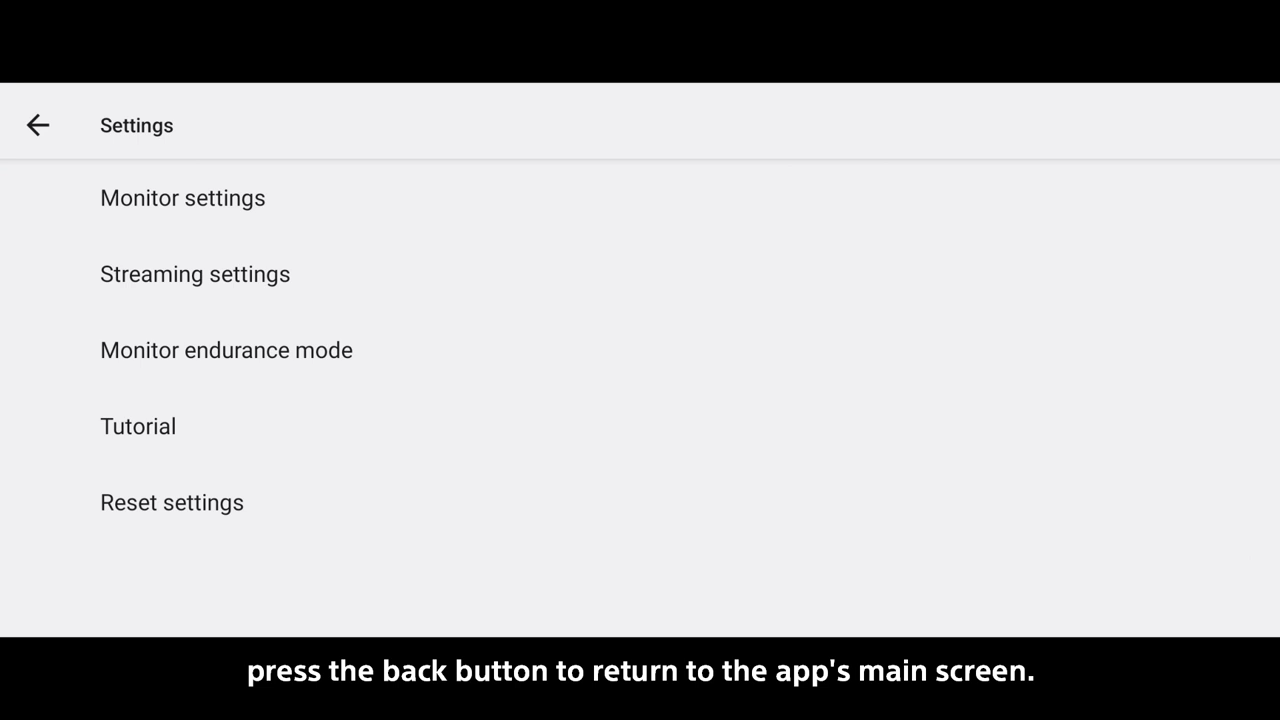 Settings
Monitor settings
Streaming settings
Monitor endurance mode
Tutorial
Reset settings
press the back button to return to the app's main screen.